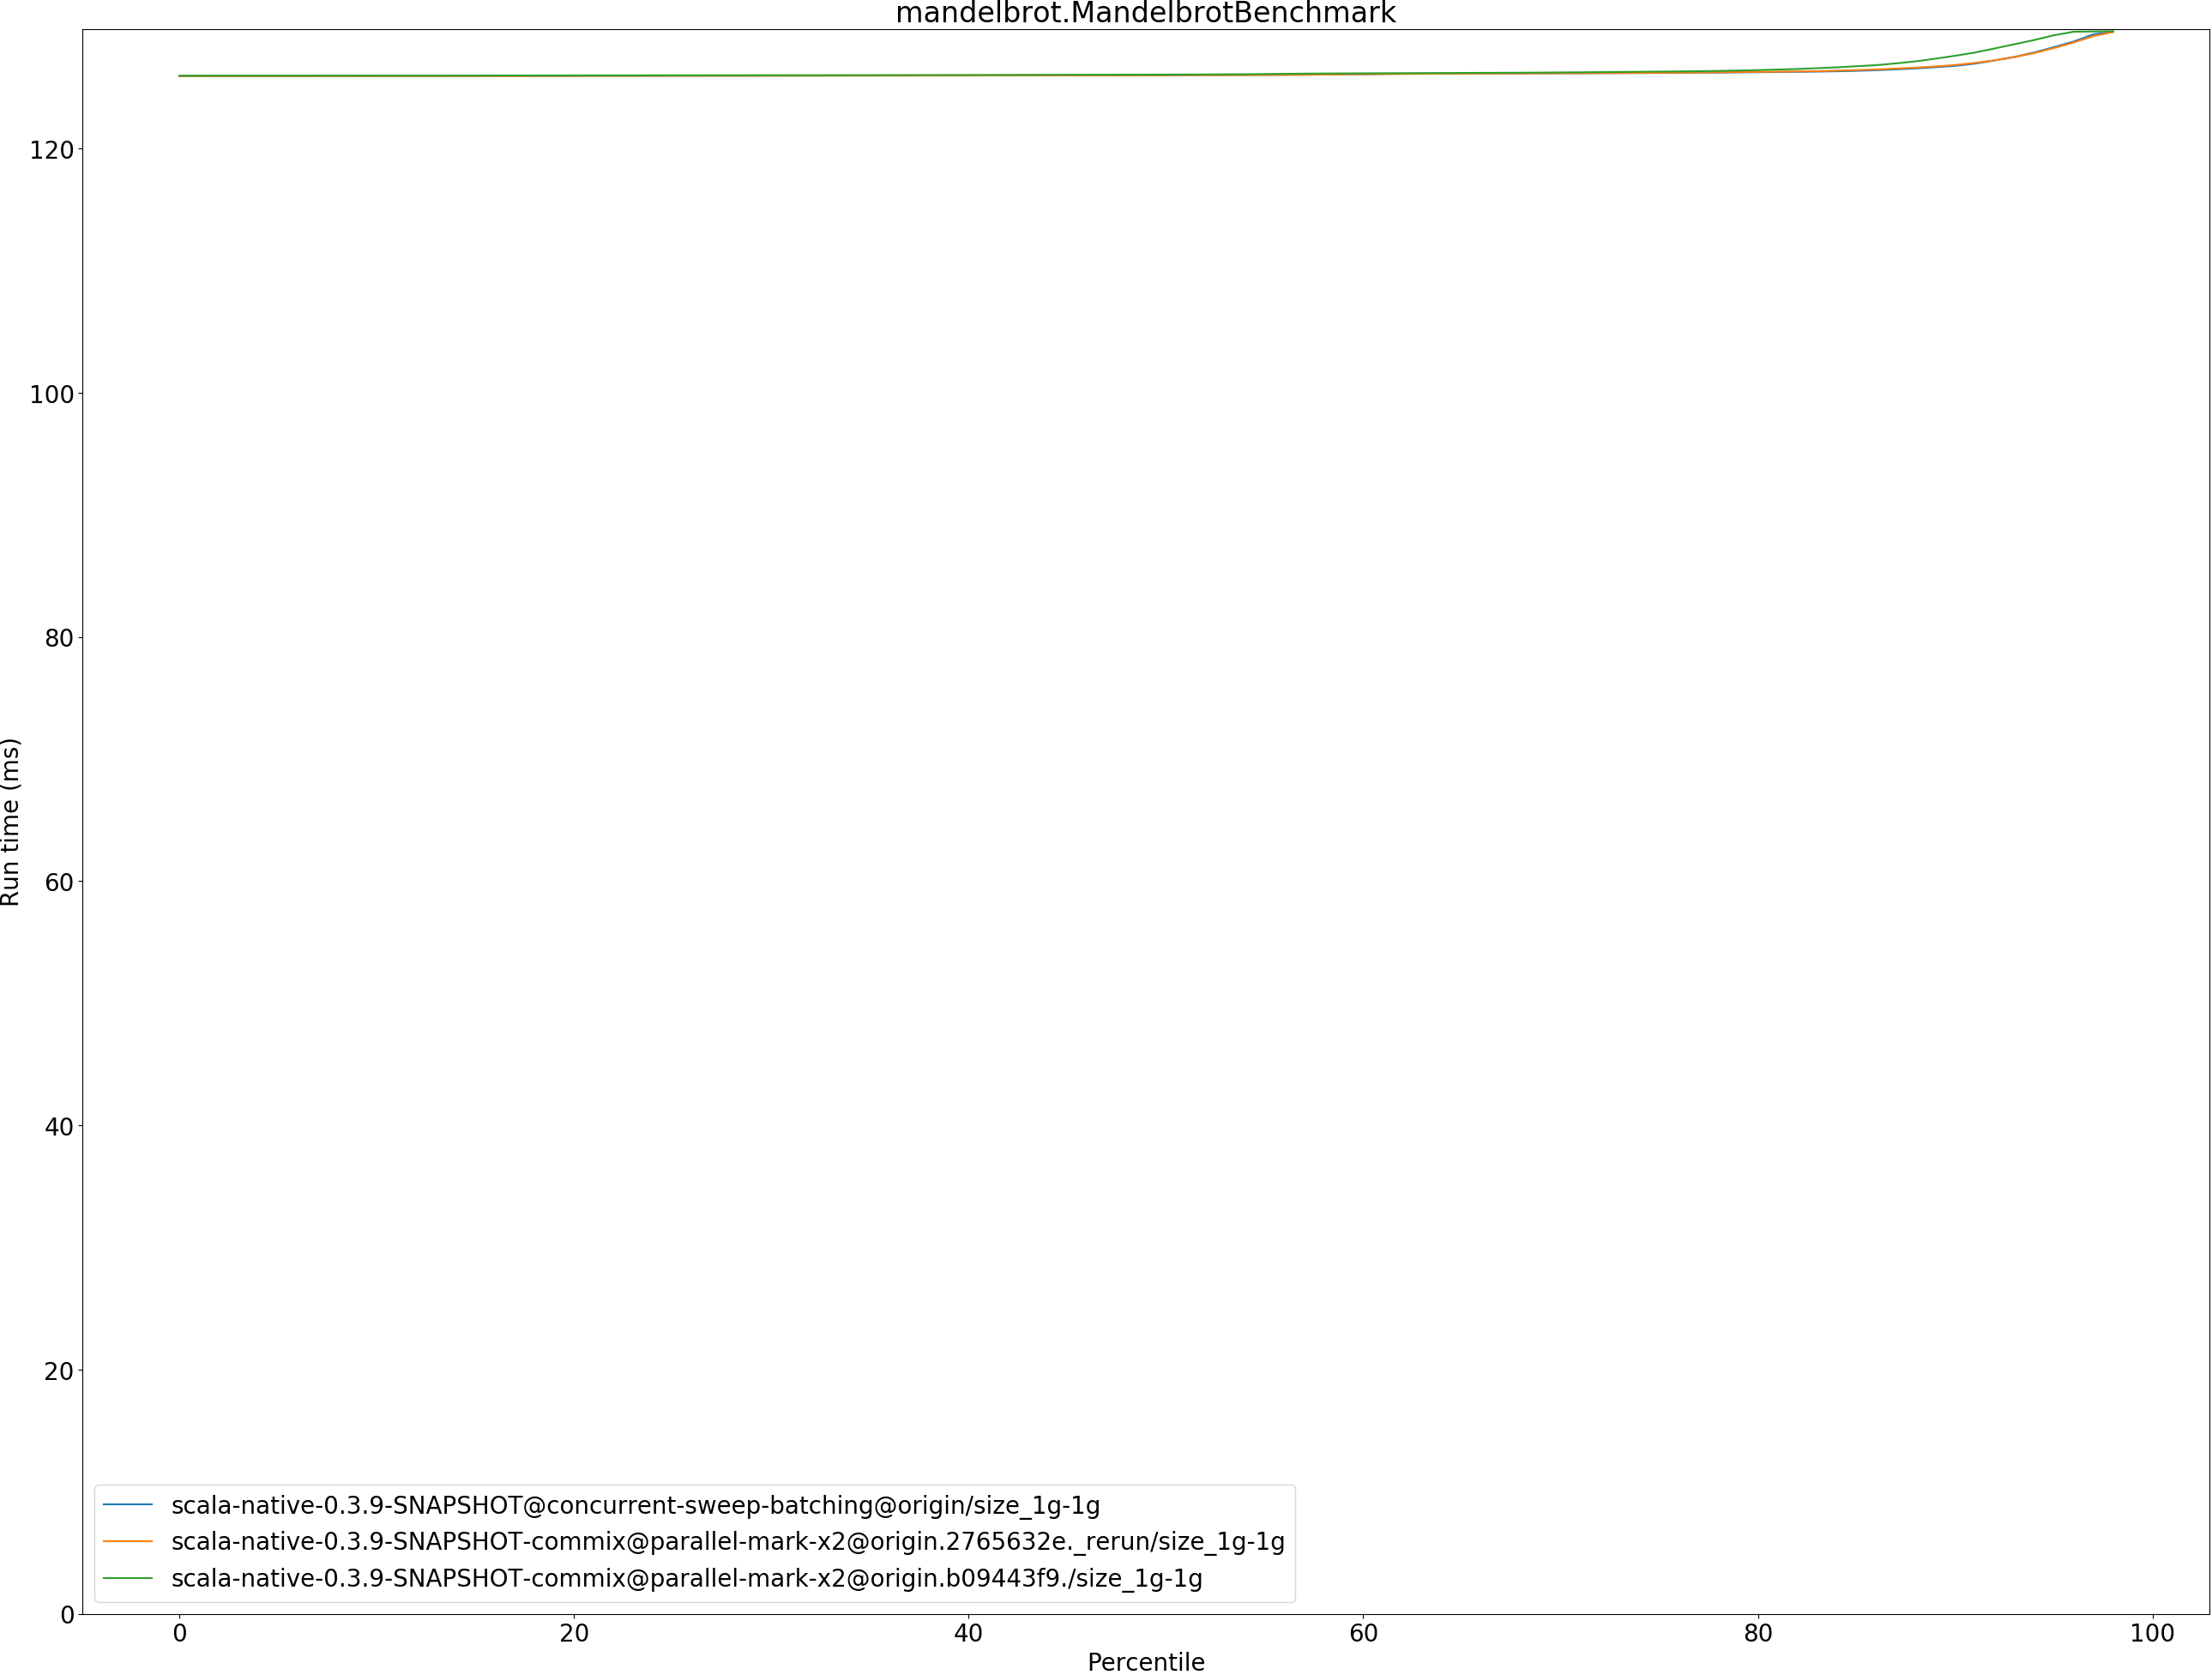 mandelbrot.MandelbrotBenchmark
120
100
80
60
40
20
0
Run time (ms)
scala-native-0.3.9-SNAPSHOT@concurrent-sweep-batching@origin/size_1g-1g
scala-native-0.3.9-SNAPSHOT-commix@parallel-mark-x2@origin.2765632e._rerun/size_1g-1g
scala-native-0.3.9-SNAPSHOT-commix@parallel-mark-x2@origin.b09443f9./size_1g-1g
0 20 40 60 80 100
Percentile